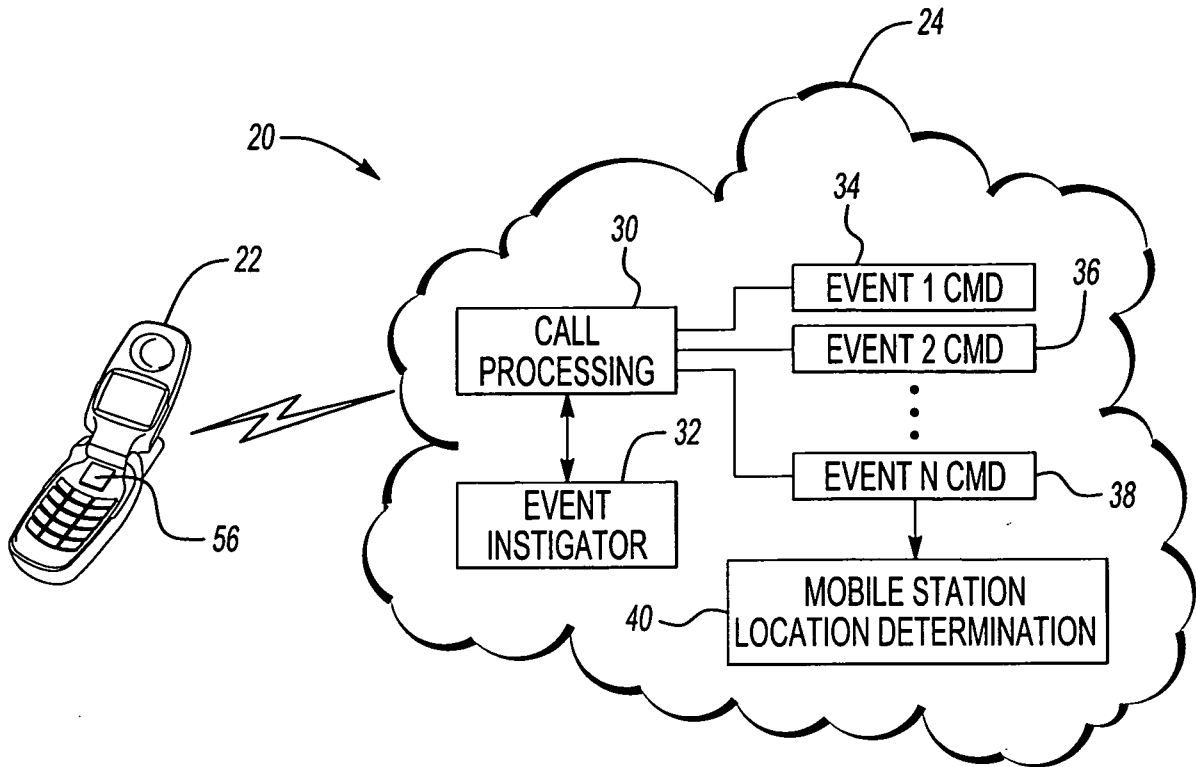 24
20
34
30
22
36
EVENT 1 CMD
CALL
PROCESSING
EVENT 2 CMD
32
EVENT N CMD
38
EVENT
INSTIGATOR
56
MOBILE STATION
LOCATION DETERMINATION
40